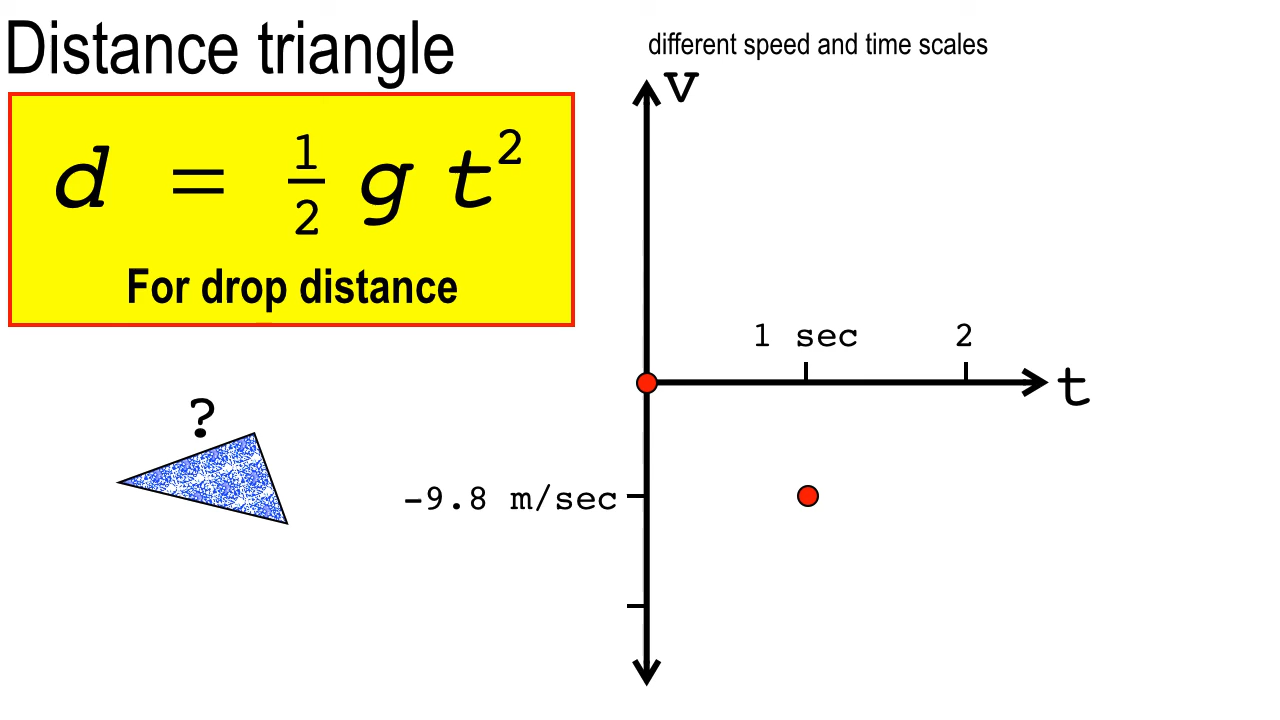 Distance triangle
different speed and time scales
v
d = ½ g t²
For drop distance
1 sec 2
t
?
-9.8 m/sec